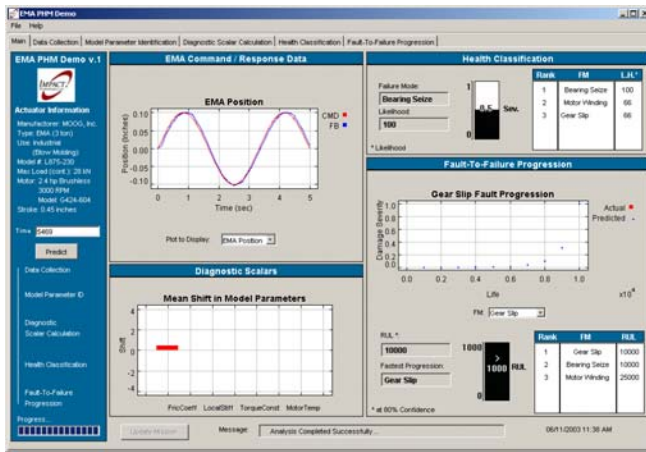 EMA PHM Demo
File Help
Main Data Collection Model Parameter Identification Diagnostic Scalar Calculation Health Classification Fault-To-Failure Progression
EMA PHM Demo v.1
IMPACT
Actuator Information
Manufacturer: MOOG, Inc.
Type: EMA (3 ton)
Use: Industrial
(Blow Molding)
Model #: L875-230
Max Load (cont.): 28 kN
Motor: 2.4 hp Brushless
3000 RPM
Model: G424-604
Stroke: 0.45 inches
Time 5469
Predict
Data Collection
Model Parameter ID
Diagnostic
Scalar Calculation
Health Classification
Fault-To-Failure
Progression
Progress...
EMA Command / Response Data
EMA Position
Position (Inches)
0.10
0.05
0.00
-0.05
-0.10
0 1 2 3 4 5
Time (sec)
CMD
FB
Plot to Display: EMA Position
Diagnostic Scalars
Mean Shift in Model Parameters
Shift
4
2
0
-2
-4
FricCoeff LocalStiff TorqueConst MotorTemp
Health Classification
Failure Mode:
Bearing Seize
Likelihood:
100
* Likelihood
1
0.5 Sev.
0
Rank FM L.H.*
1 Bearing Seize 100
2 Motor Winding 66
3 Gear Slip 66
Fault-To-Failure Progression
Gear Slip Fault Progression
Damage Severity
1.0
0.8
0.6
0.4
0.2
0.0
0.0 0.2 0.4 0.6 0.8 1.0
Life x10⁴
Actual
Predicted
FM: Gear Slip
RUL *:
10000
Fastest Progression:
Gear Slip
* at 80% Confidence
1000
>
1000 RUL
0
Rank FM RUL
1 Gear Slip 10000
2 Bearing Seize 10000
3 Motor Winding 25000
Message: Analysis Completed Successfully...
06/11/2003 11:38 AM